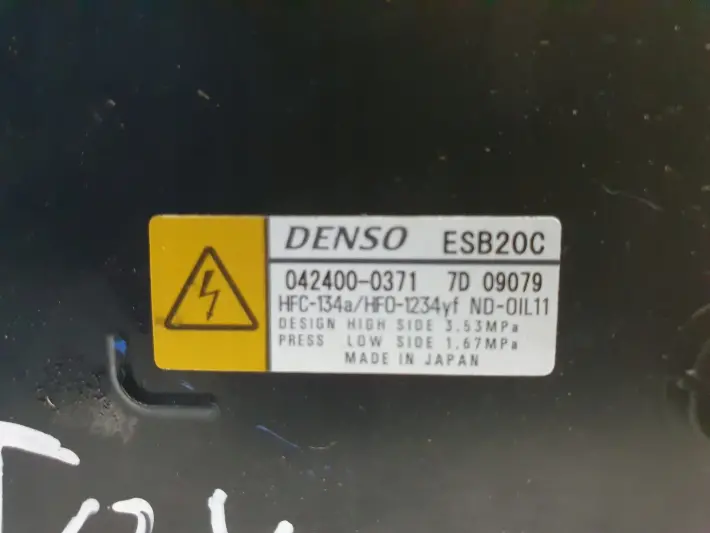 DENSO ESB20C
042400-0371 7D 09079
HFC-134a/HFO-1234yf ND-OIL11
DESIGN HIGH SIDE 3.53MPa
PRESS LOW SIDE 1.67MPa
MADE IN JAPAN